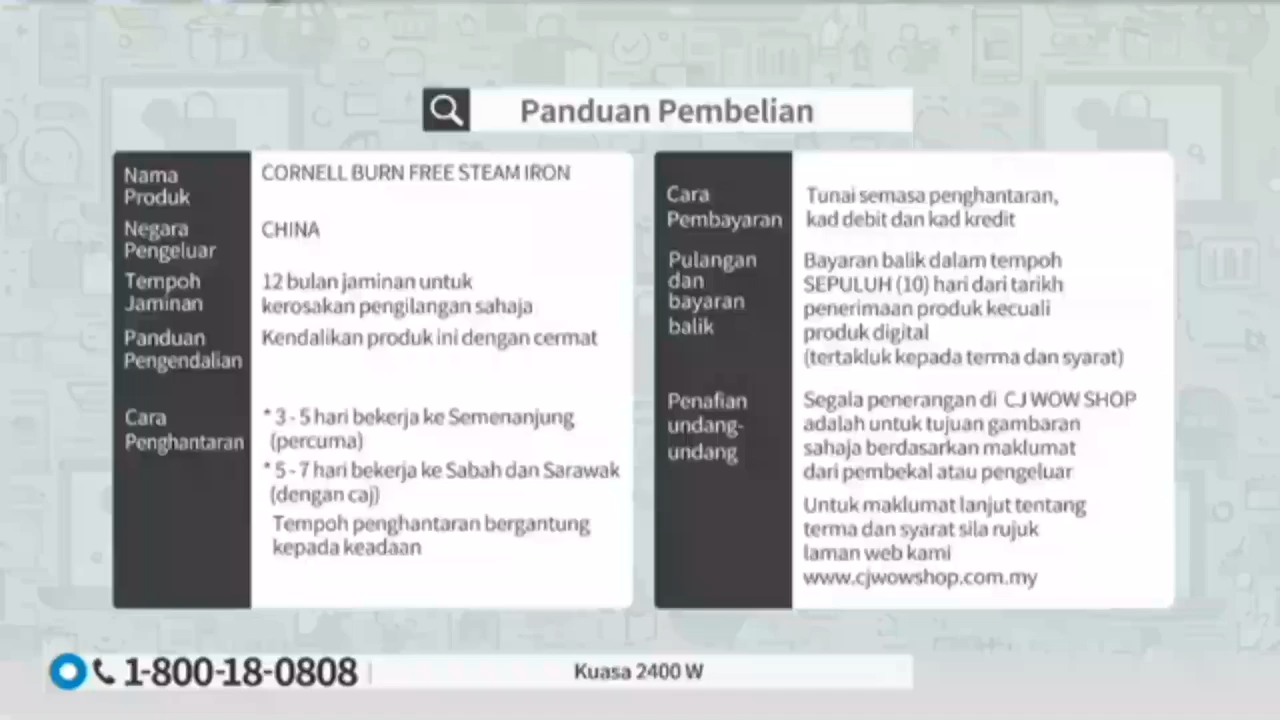 Panduan Pembelian
Nama
Produk
CORNELL BURN FREE STEAM IRON
Negara
Pengeluar
CHINA
Tempoh
Jaminan
12 bulan jaminan untuk
kerosakan pengilangan sahaja
Panduan
Pengendalian
Kendalikan produk ini dengan cermat
Cara
Penghantaran
* 3 - 5 hari bekerja ke Semenanjung
(percuma)
* 5 - 7 hari bekerja ke Sabah dan Sarawak
(dengan caj)
Tempoh penghantaran bergantung
kepada keadaan
Cara
Pembayaran
Tunai semasa penghantaran,
kad debit dan kad kredit
Pulangan
dan
bayaran
balik
Bayaran balik dalam tempoh
SEPULUH (10) hari dari tarikh
penerimaan produk kecuali
produk digital
(tertakluk kepada terma dan syarat)
Penafian
undang-
undang
Segala penerangan di CJ WOW SHOP
adalah untuk tujuan gambaran
sahaja berdasarkan maklumat
dari pembekal atau pengeluar
Untuk maklumat lanjut tentang
terma dan syarat sila rujuk
laman web kami
www.cjwowshop.com.my
1-800-18-0808
Kuasa 2400 W